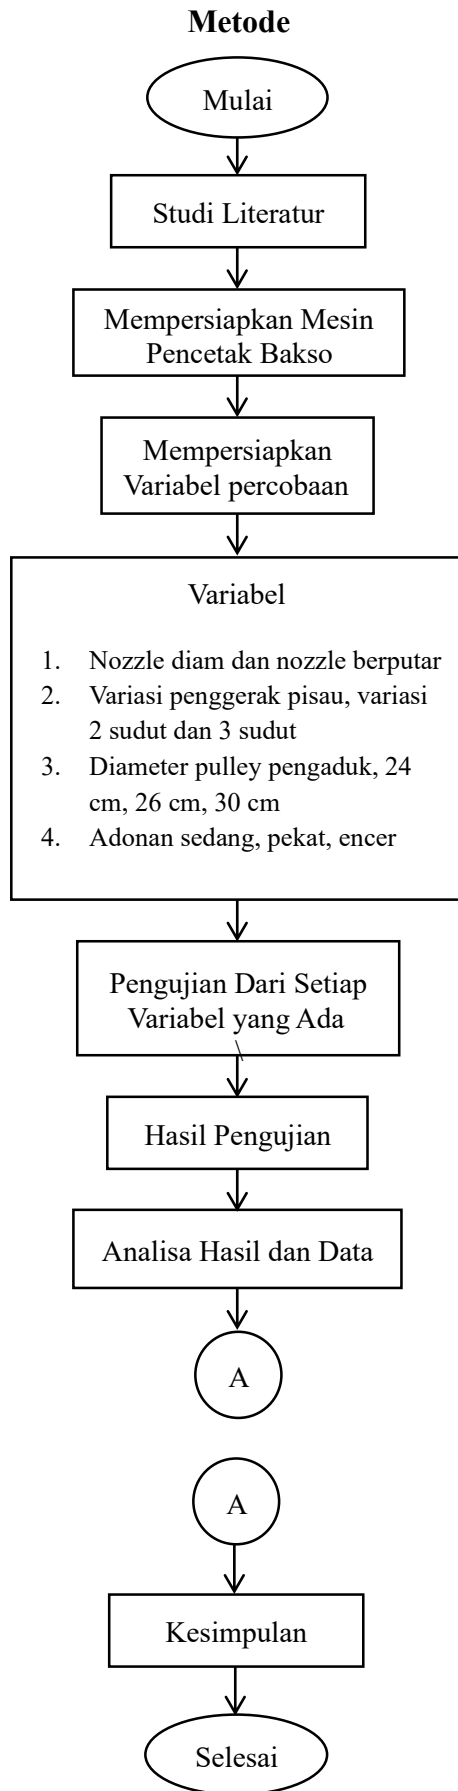 Metode
Mulai
Studi Literatur
Mempersiapkan Mesin
Pencetak Bakso
Mempersiapkan
Variabel percobaan
Variabel
1. Nozzle diam dan nozzle berputar
2. Variasi penggerak pisau, variasi
2 sudut dan 3 sudut
3. Diameter pulley pengaduk, 24
cm, 26 cm, 30 cm
4. Adonan sedang, pekat, encer
Pengujian Dari Setiap
Variabel yang Ada
Hasil Pengujian
Analisa Hasil dan Data
A
A
Kesimpulan
Selesai